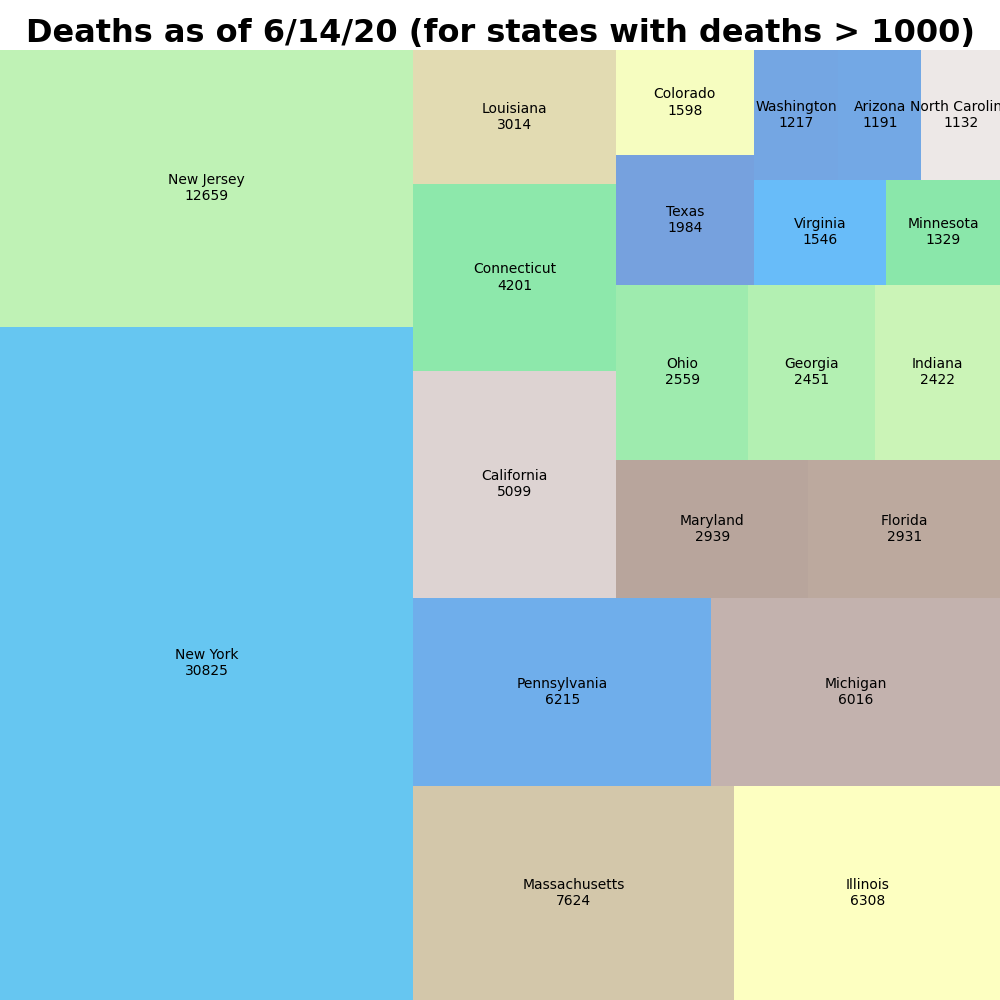 Deaths as of 6/14/20 (for states with deaths > 1000)
New Jersey
12659
New York
30825
Louisiana
3014
Connecticut
4201
California
5099
Colorado
1598
Texas
1984
Washington
1217
Arizona
1191
North Carolin
1132
Virginia
1546
Minnesota
1329
Ohio
2559
Georgia
2451
Indiana
2422
Maryland
2939
Florida
2931
Pennsylvania
6215
Michigan
6016
Massachusetts
7624
Illinois
6308